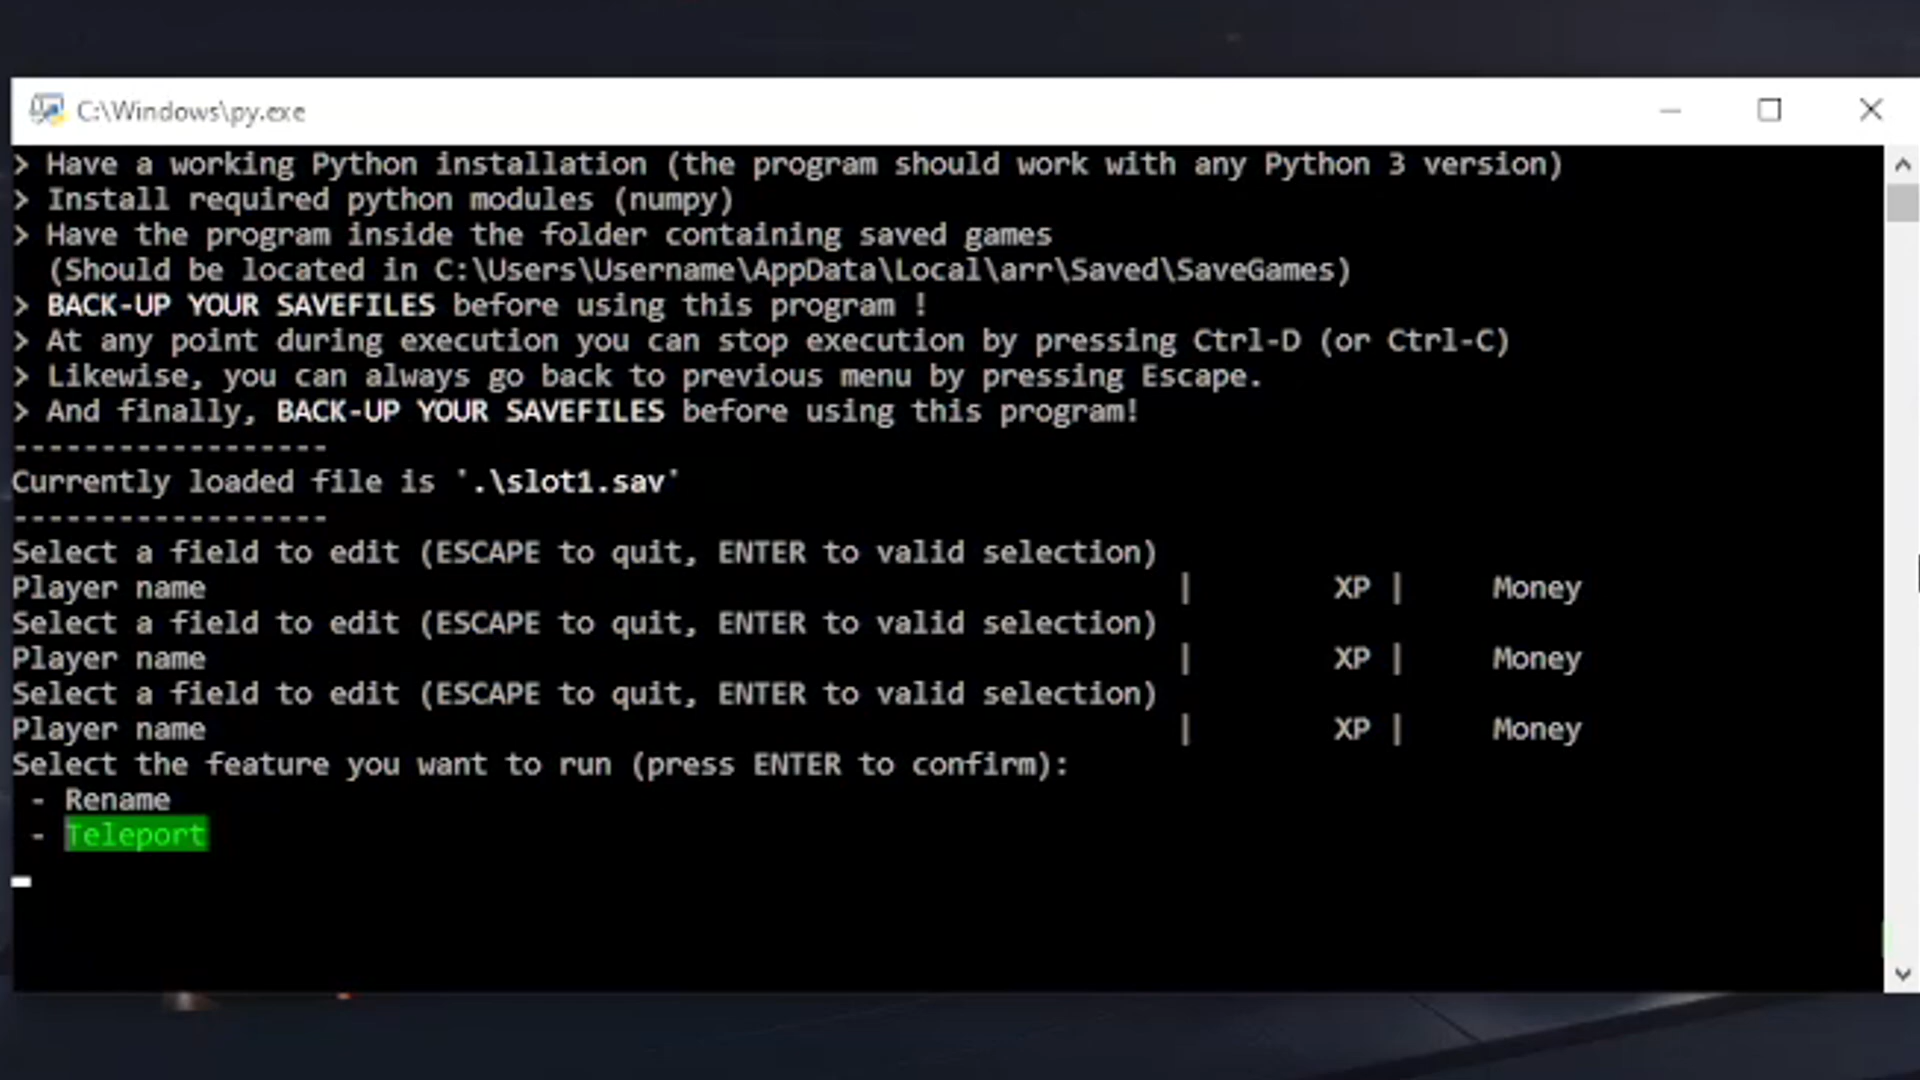 C:\Windows\py.exe
> Have a working Python installation (the program should work with any Python 3 version)
> Install required python modules (numpy)
> Have the program inside the folder containing saved games
(Should be located in C:\Users\Username\AppData\Local\arr\Saved\SaveGames)
> BACK-UP YOUR SAVEFILES before using this program !
> At any point during execution you can stop execution by pressing Ctrl-D (or Ctrl-C)
> Likewise, you can always go back to previous menu by pressing Escape.
> And finally, BACK-UP YOUR SAVEFILES before using this program!
------------------
Currently loaded file is '.\slot1.sav'
------------------
Select a field to edit (ESCAPE to quit, ENTER to valid selection)
Player name | XP | Money
Select a field to edit (ESCAPE to quit, ENTER to valid selection)
Player name | XP | Money
Select a field to edit (ESCAPE to quit, ENTER to valid selection)
Player name | XP | Money
Select the feature you want to run (press ENTER to confirm):
- Rename
- Teleport